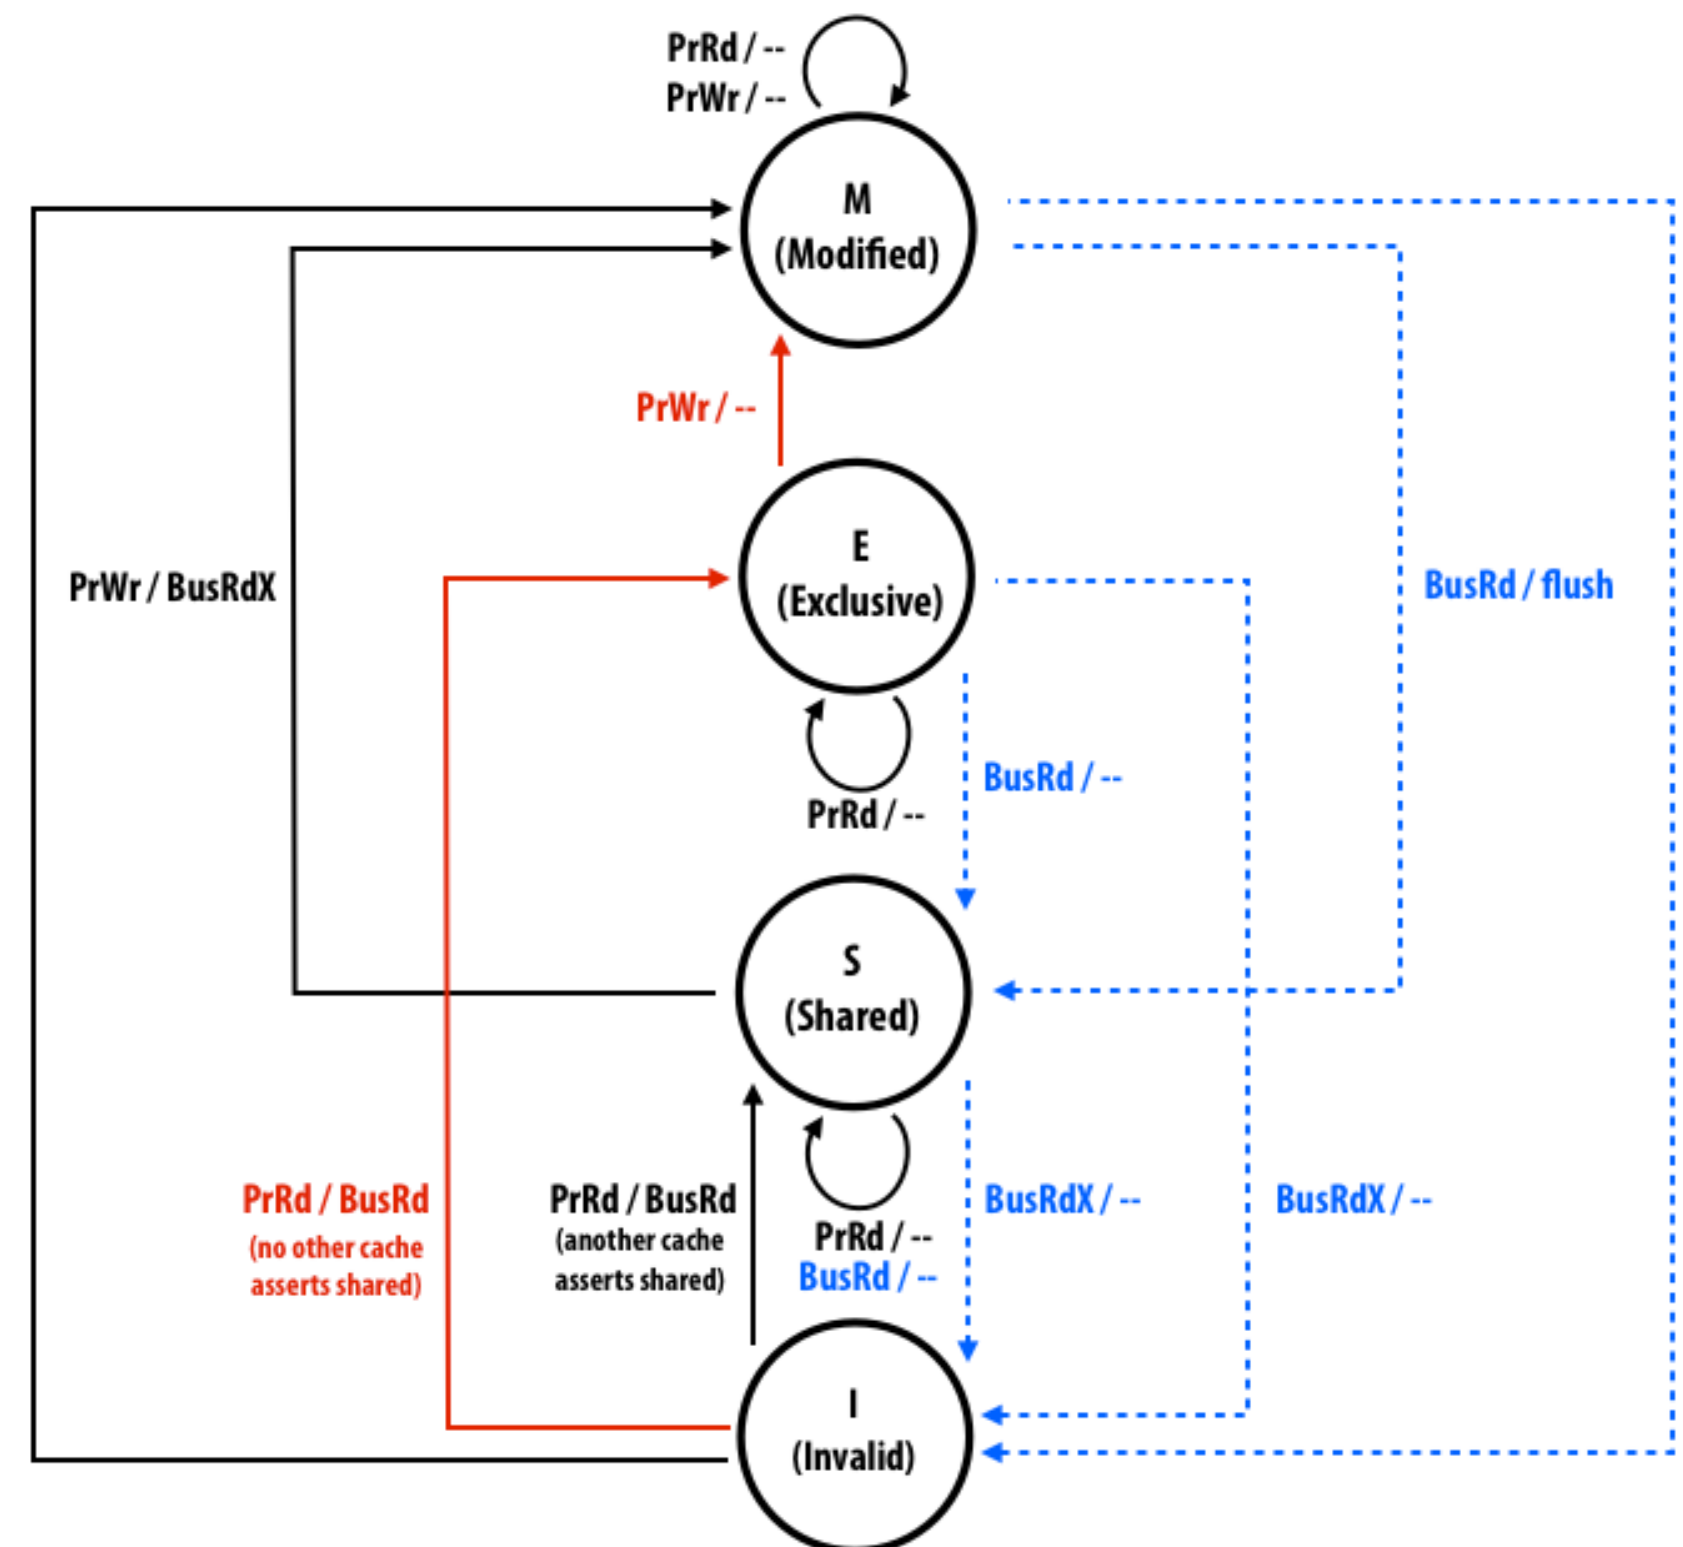 PrRd / --
PrWr / --
M
(Modified)
PrWr / --
E
(Exclusive)
PrWr / BusRdX
BusRd / flush
BusRd / --
PrRd / --
S
(Shared)
PrRd / BusRd
(no other cache
asserts shared)
PrRd / BusRd
(another cache
asserts shared)
PrRd / --
BusRd / --
BusRdX / --
BusRdX / --
I
(Invalid)